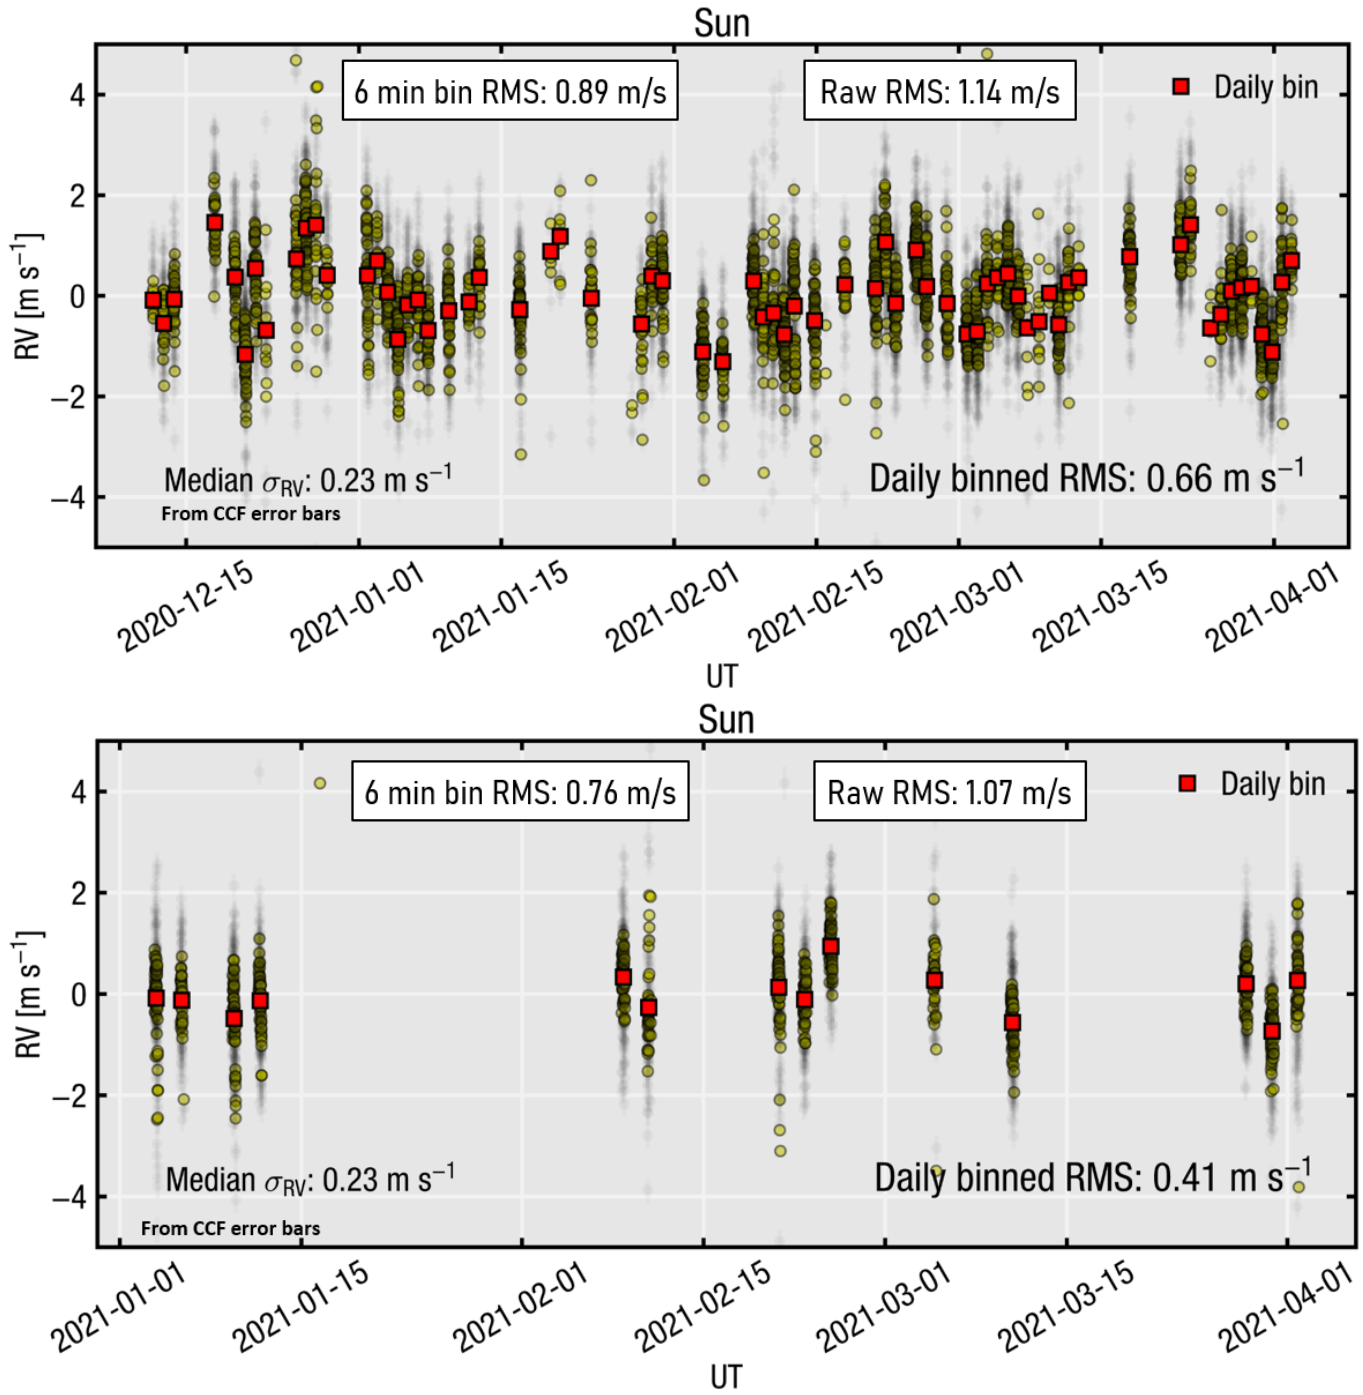 Sun
6 min bin RMS: 0.89 m/s
Raw RMS: 1.14 m/s
Daily bin
4
2
0
−2
−4
RV [m s⁻¹]
Median σRV: 0.23 m s⁻¹
From CCF error bars
Daily binned RMS: 0.66 m s⁻¹
2020-12-15
2021-01-01
2021-01-15
2021-02-01
2021-02-15
2021-03-01
2021-03-15
2021-04-01
UT
Sun
6 min bin RMS: 0.76 m/s
Raw RMS: 1.07 m/s
Daily bin
4
2
0
−2
−4
RV [m s⁻¹]
Median σRV: 0.23 m s⁻¹
From CCF error bars
Daily binned RMS: 0.41 m s⁻¹
2021-01-01
2021-01-15
2021-02-01
2021-02-15
2021-03-01
2021-03-15
2021-04-01
UT